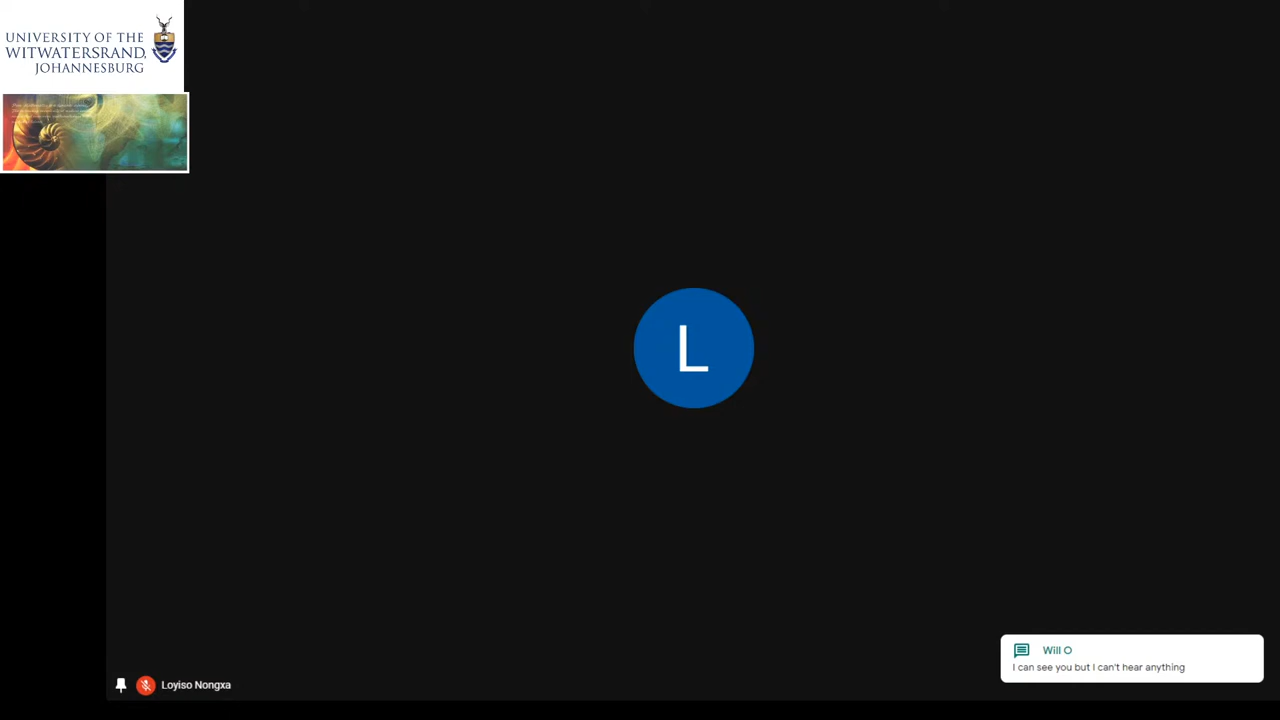 UNIVERSITY OF THE
WITWATERSRAND,
JOHANNESBURG
L
Will O
I can see you but I can't hear anything
Loyiso Nongxa